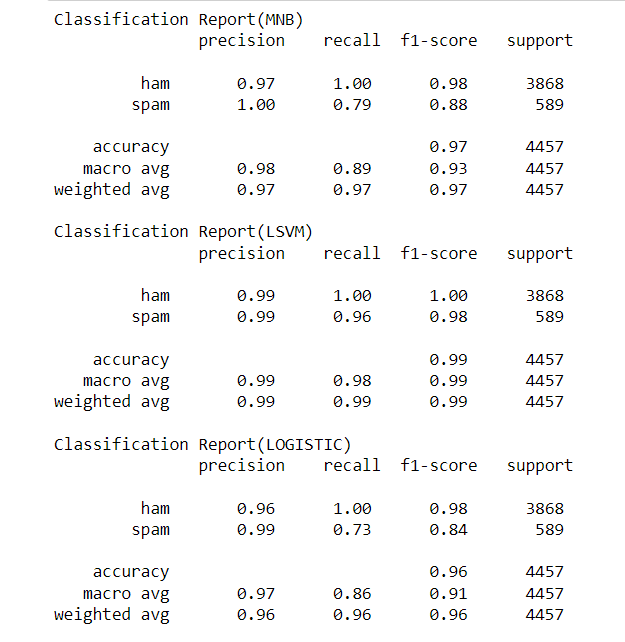 Classification Report(MNB)
precision recall f1-score support
ham 0.97 1.00 0.98 3868
spam 1.00 0.79 0.88 589
accuracy 0.97 4457
macro avg 0.98 0.89 0.93 4457
weighted avg 0.97 0.97 0.97 4457
Classification Report(LSVM)
precision recall f1-score support
ham 0.99 1.00 1.00 3868
spam 0.99 0.96 0.98 589
accuracy 0.99 4457
macro avg 0.99 0.98 0.99 4457
weighted avg 0.99 0.99 0.99 4457
Classification Report(LOGISTIC)
precision recall f1-score support
ham 0.96 1.00 0.98 3868
spam 0.99 0.73 0.84 589
accuracy 0.96 4457
macro avg 0.97 0.86 0.91 4457
weighted avg 0.96 0.96 0.96 4457